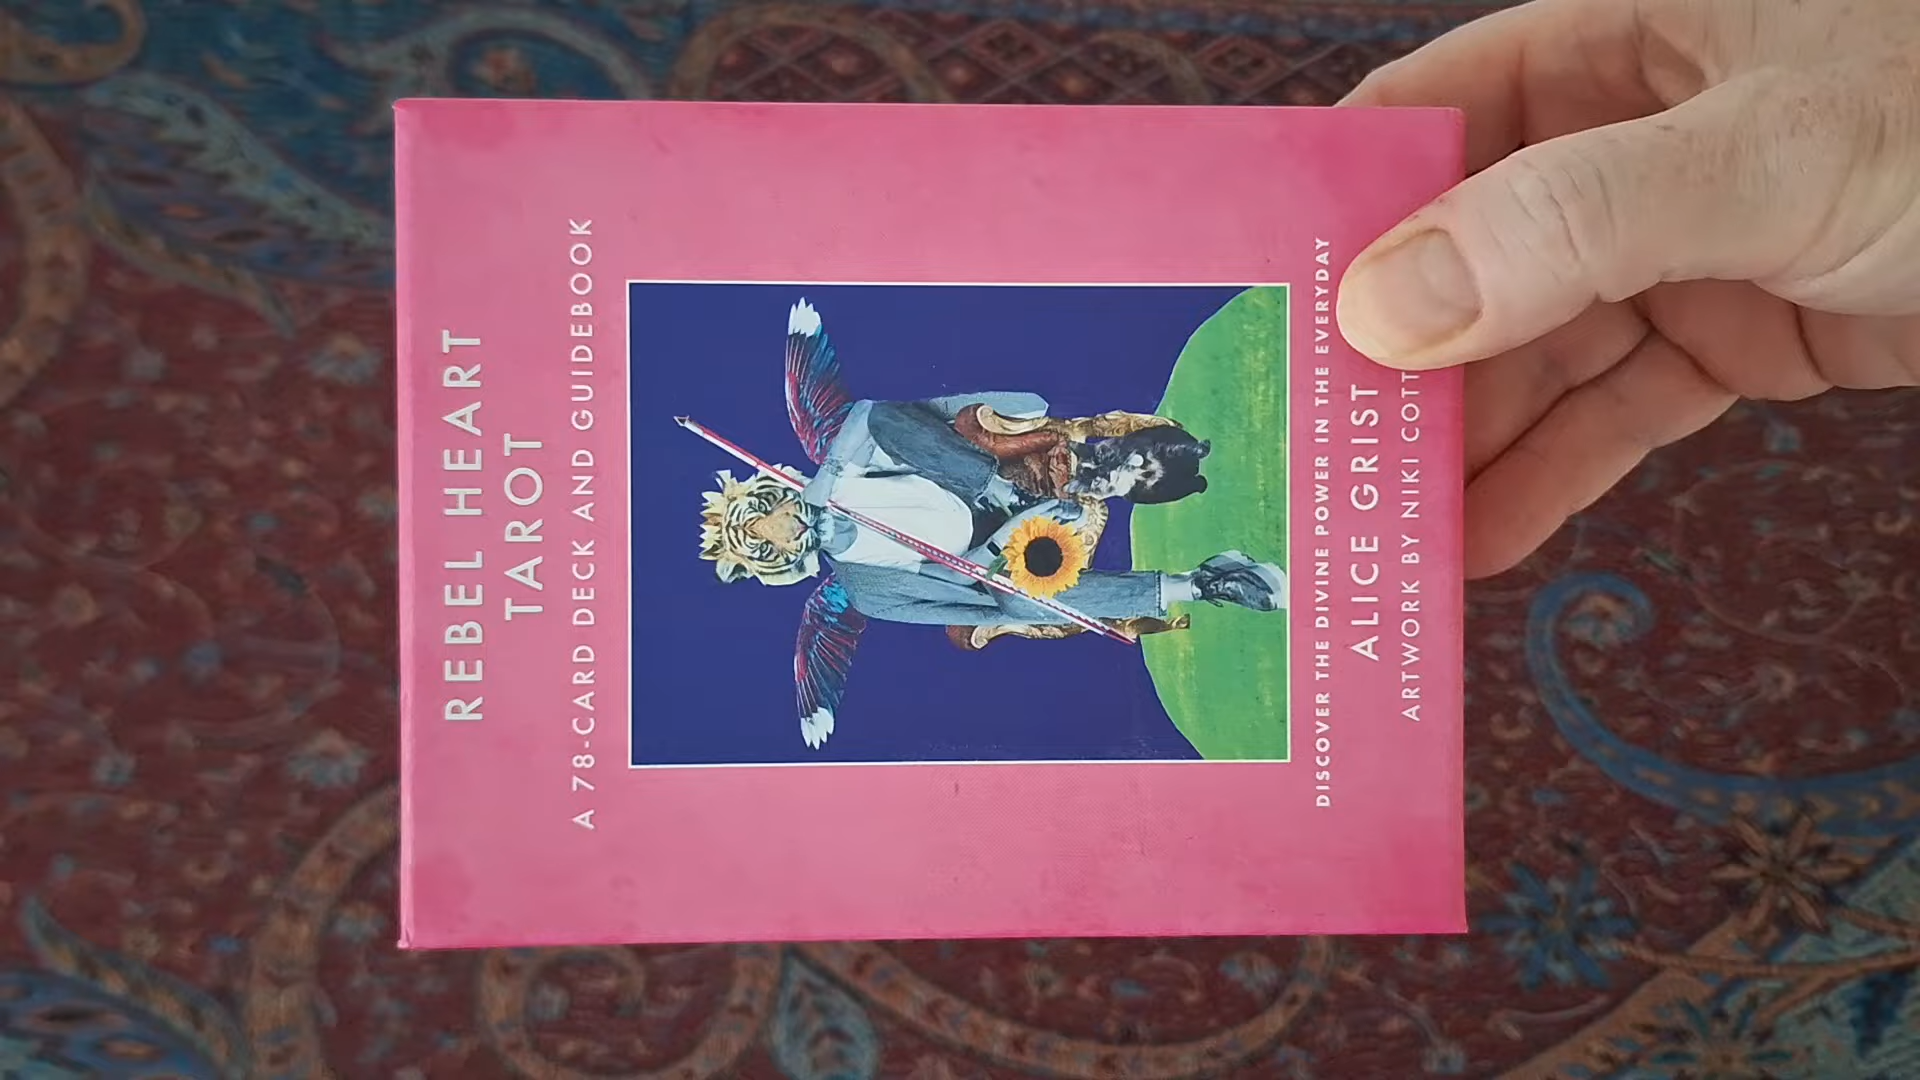 REBEL HEART
TAROT
A 78-CARD DECK AND GUIDEBOOK
DISCOVER THE DIVINE POWER IN THE EVERYDAY
ALICE GRIST
ARTWORK BY NIKI COTT